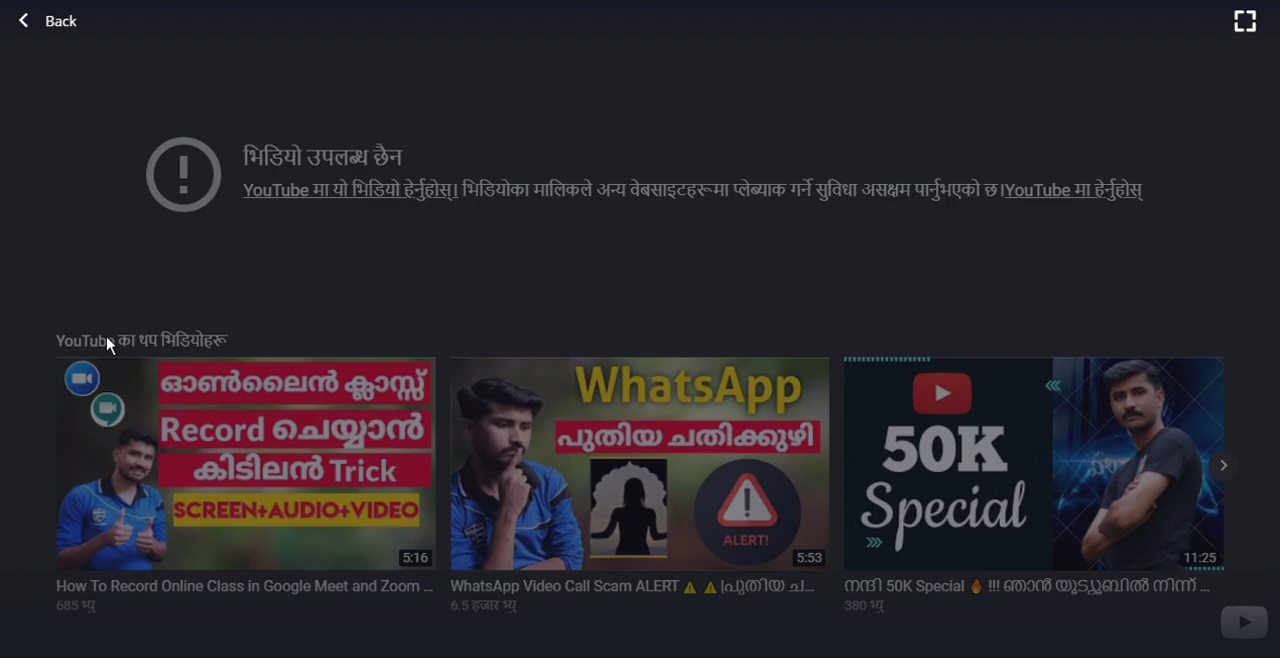 Back
भिडियो उपलब्ध छैन
YouTube मा यो भिडियो हेर्नुहोस्। भिडियोका मालिकले अन्य वेबसाइटहरूमा प्लेब्याक गर्ने सुविधा असक्षम पार्नुभएको छ।YouTube मा हेर्नुहोस्
YouTube का थप भिडियोहरू
ഓൺലൈൻ ക്ലാസ്സ്
Record ചെയ്യാൻ
കിടിലൻ Trick
SCREEN+AUDIO+VIDEO
5:16
How To Record Online Class in Google Meet and Zoom ...
685 भ्यु
WhatsApp
പുതിയ ചതിക്കുഴി
ALERT!
5:53
WhatsApp Video Call Scam ALERT ⚠️ ⚠️ |പുതിയ ച...
6.5 हजार भ्यु
50K
Special
11:25
നന്ദി 50K Special 🔥 !!! ഞാൻ യൂട്യൂബിൽ നിന്ന് ...
380 भ्यु